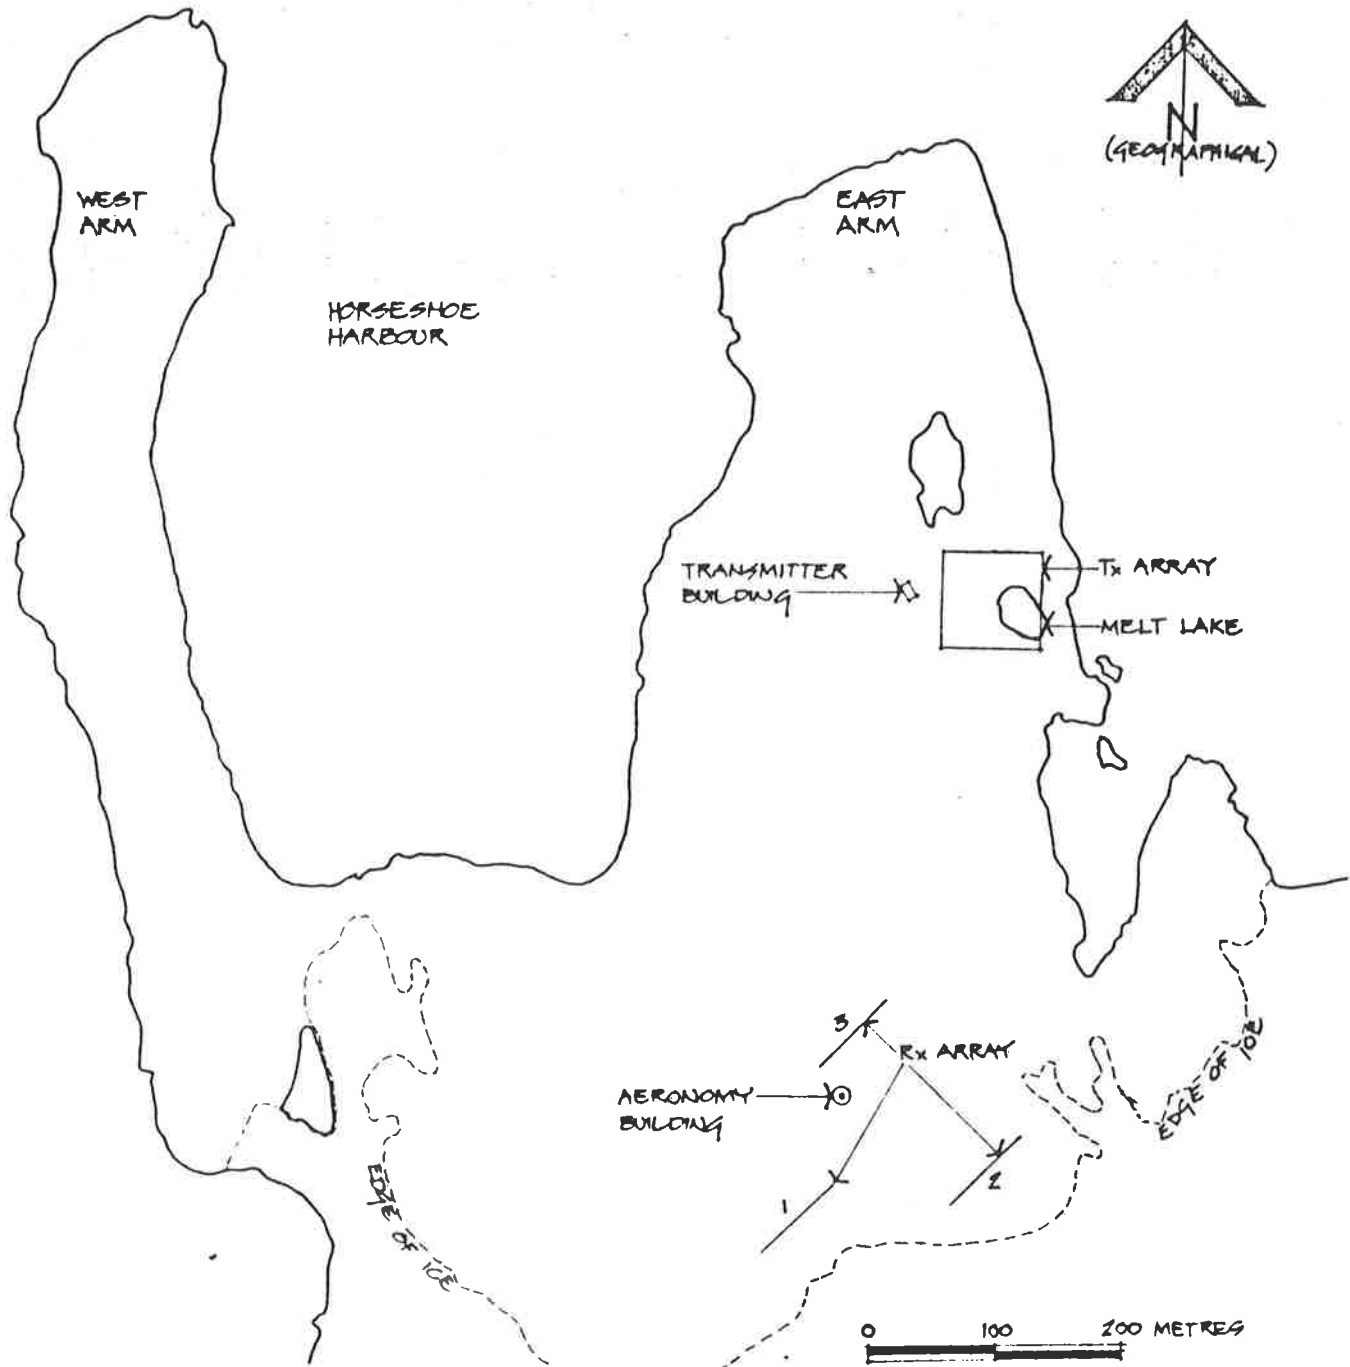 N
(GEOGRAPHICAL)
WEST
ARM
EAST
ARM
HORSESHOE
HARBOUR
TRANSMITTER
BUILDING
Tx ARRAY
MELT LAKE
3
Rx ARRAY
AERONOMY
BUILDING
EDGE OF ICE
2
1
EDGE OF ICE
0 100 200 METRES